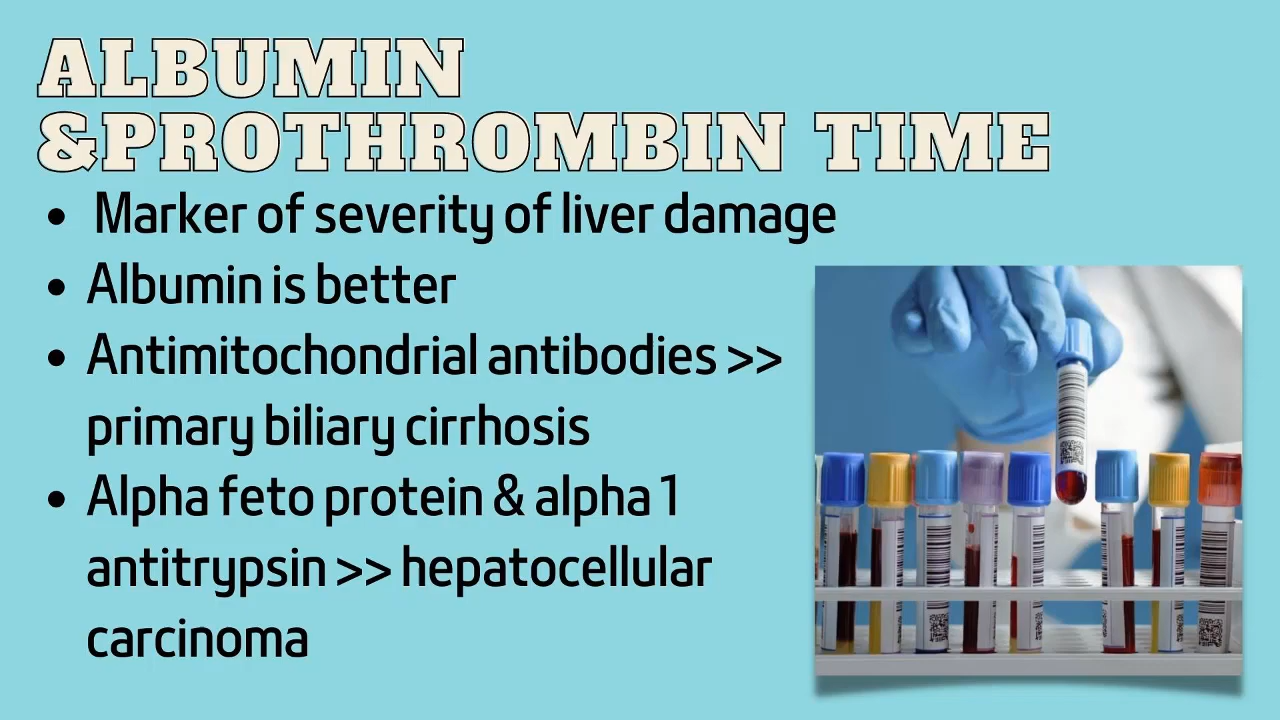 ALBUMIN
&PROTHROMBIN TIME
• Marker of severity of liver damage
• Albumin is better
• Antimitochondrial antibodies >>
primary biliary cirrhosis
• Alpha feto protein & alpha 1
antitrypsin >> hepatocellular
carcinoma